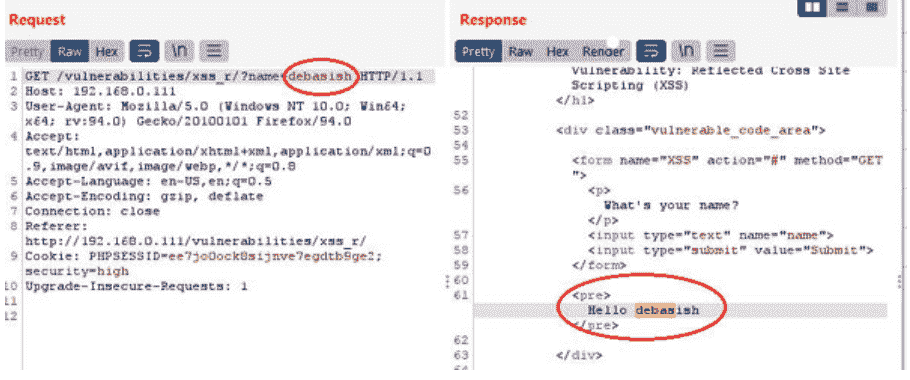 Request
Pretty Raw Hex \n
1 GET /vulnerabilities/xss_r/?name=debasish HTTP/1.1
2 Host: 192.168.0.111
3 User-Agent: Mozilla/5.0 (Windows NT 10.0; Win64;
x64; rv:94.0) Gecko/20100101 Firefox/94.0
4 Accept:
text/html,application/xhtml+xml,application/xml;q=0
.9,image/avif,image/webp,*/*;q=0.8
5 Accept-Language: en-US,en;q=0.5
6 Accept-Encoding: gzip, deflate
7 Connection: close
8 Referer:
http://192.168.0.111/vulnerabilities/xss_r/
9 Cookie: PHPSESSID=ee7jo0ock8sijnve7egdtb9ge2;
security=high
10 Upgrade-Insecure-Requests: 1
11
12
Response
Pretty Raw Hex Render \n
Vulnerability: Reflected Cross Site
Scripting (XSS)
</h1>
52
53 <div class="vulnerable_code_area">
54
55 <form name="XSS" action="#" method="GET
">
56 <p>
What's your name?
</p>
57 <input type="text" name="name">
58 <input type="submit" value="Submit">
59 </form>
60
61 <pre>
Hello debasish
</pre>
62
63 </div>
64